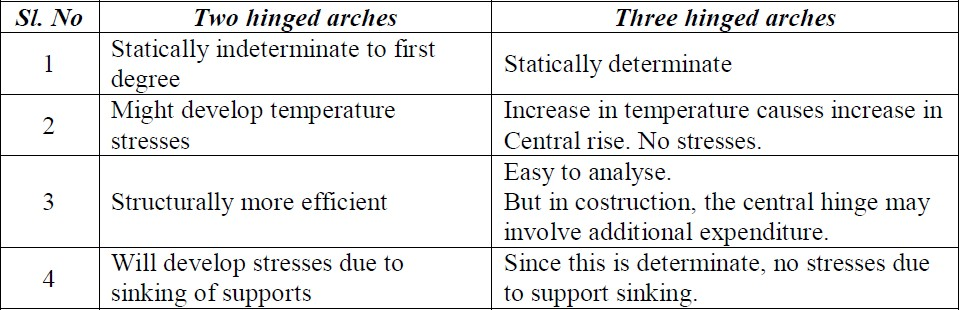 Sl. No Two hinged arches Three hinged arches
1 Statically indeterminate to first degree Statically determinate
2 Might develop temperature stresses Increase in temperature causes increase in Central rise. No stresses.
3 Structurally more efficient Easy to analyse.
But in costruction, the central hinge may involve additional expenditure.
4 Will develop stresses due to sinking of supports Since this is determinate, no stresses due to support sinking.